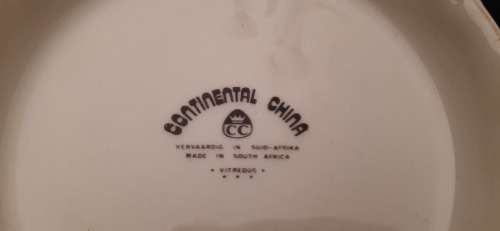 CONTINENTAL CHINA
CC
VERVAARDIG IN SUID-AFRIKA
MADE IN SOUTH AFRICA
• VITREOUS •
* * *